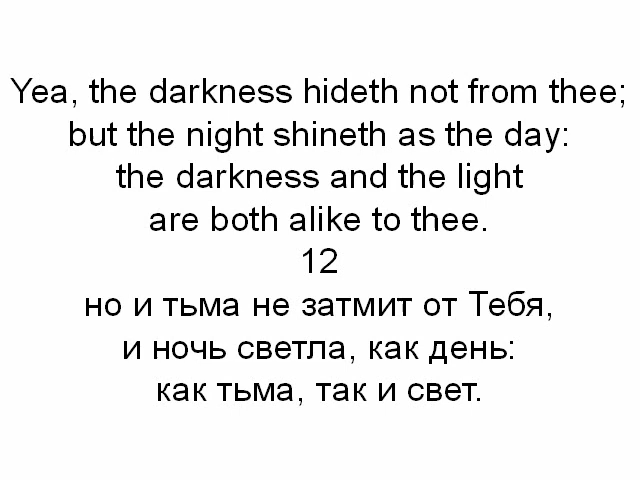 Yea, the darkness hideth not from thee;
but the night shineth as the day:
the darkness and the light
are both alike to thee.
12
но и тьма не затмит от Тебя,
и ночь светла, как день:
как тьма, так и свет.